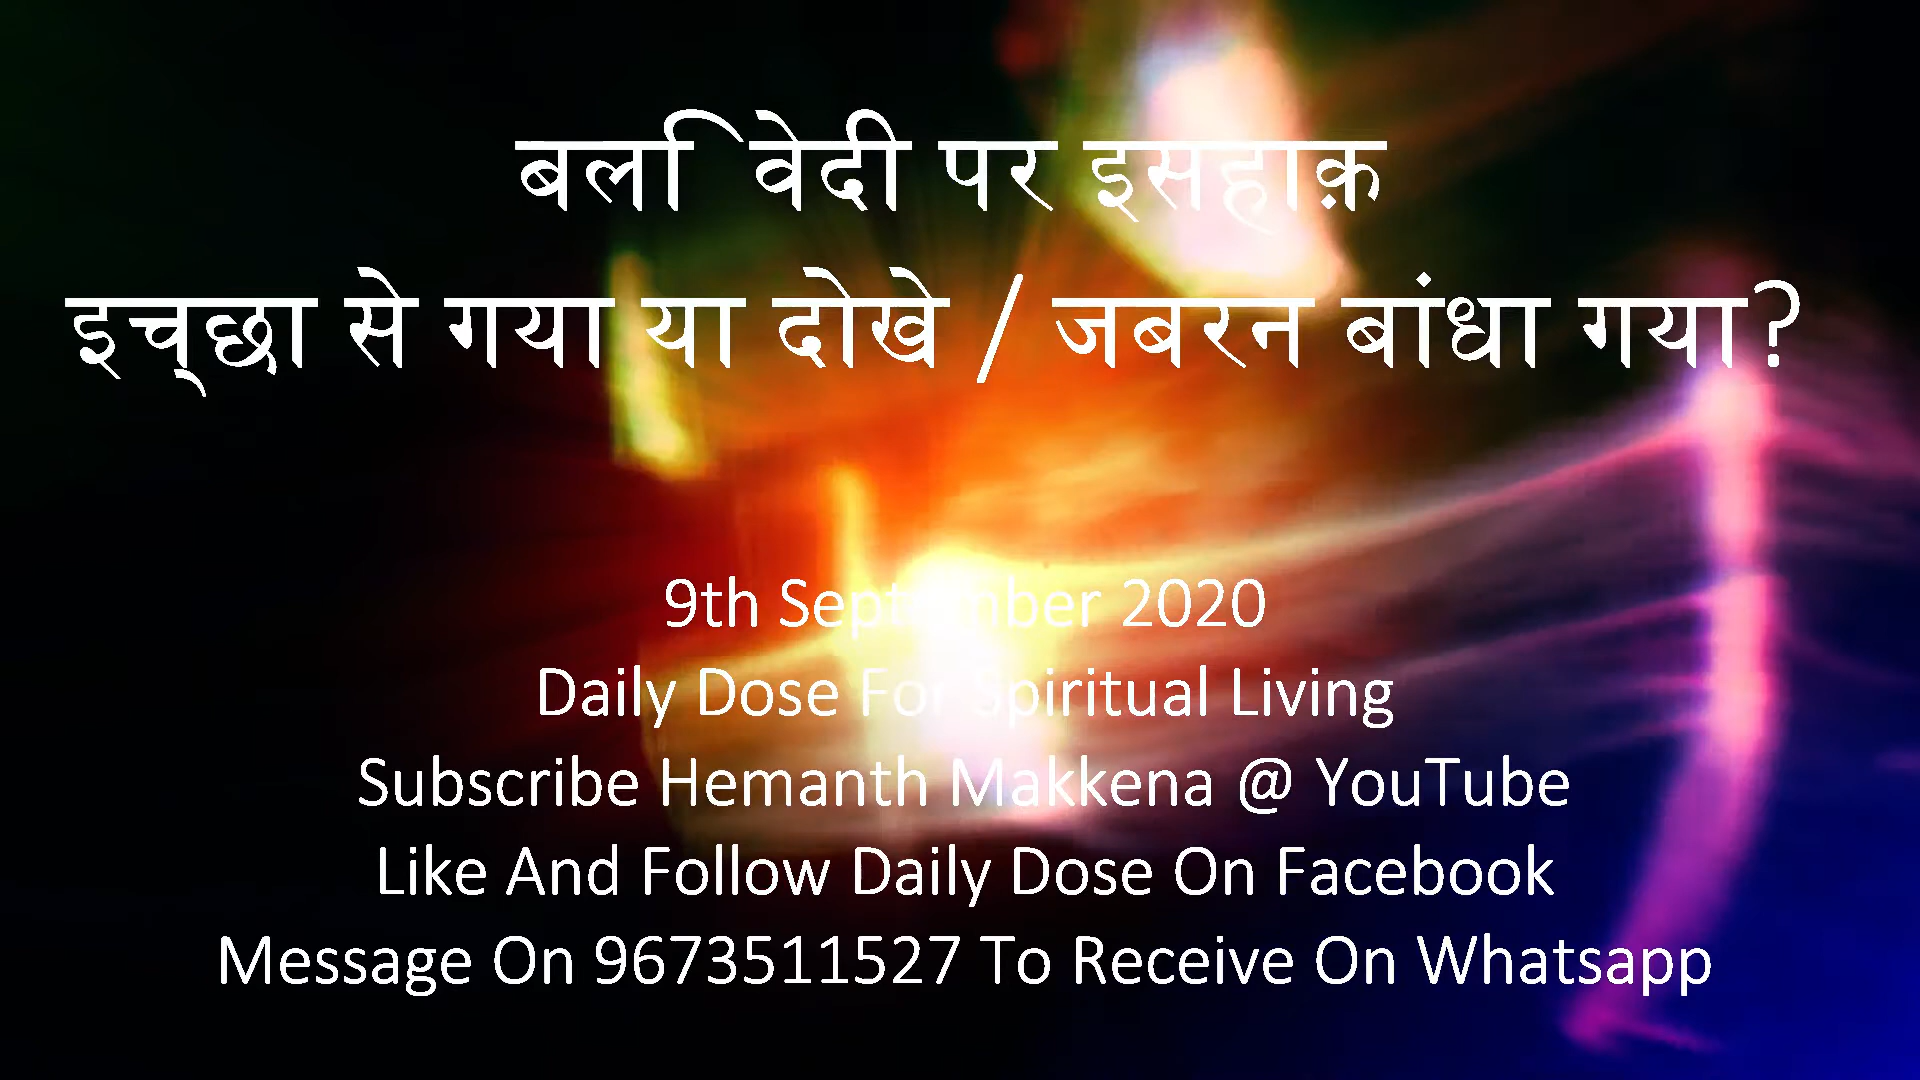 बलि वेदी पर इसहाक़
इच्छा से गया या दोखे / जबरन बांधा गया?
9th September 2020
Daily Dose For Spiritual Living
Subscribe Hemanth Makkena @ YouTube
Like And Follow Daily Dose On Facebook
Message On 9673511527 To Receive On Whatsapp